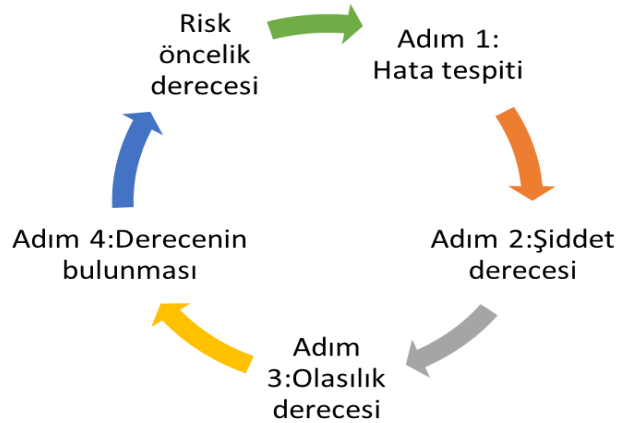 Risk
öncelik
derecesi
Adım 1:
Hata tespiti
Adım 2:Şiddet
derecesi
Adım
3:Olasılık
derecesi
Adım 4:Derecenin
bulunması